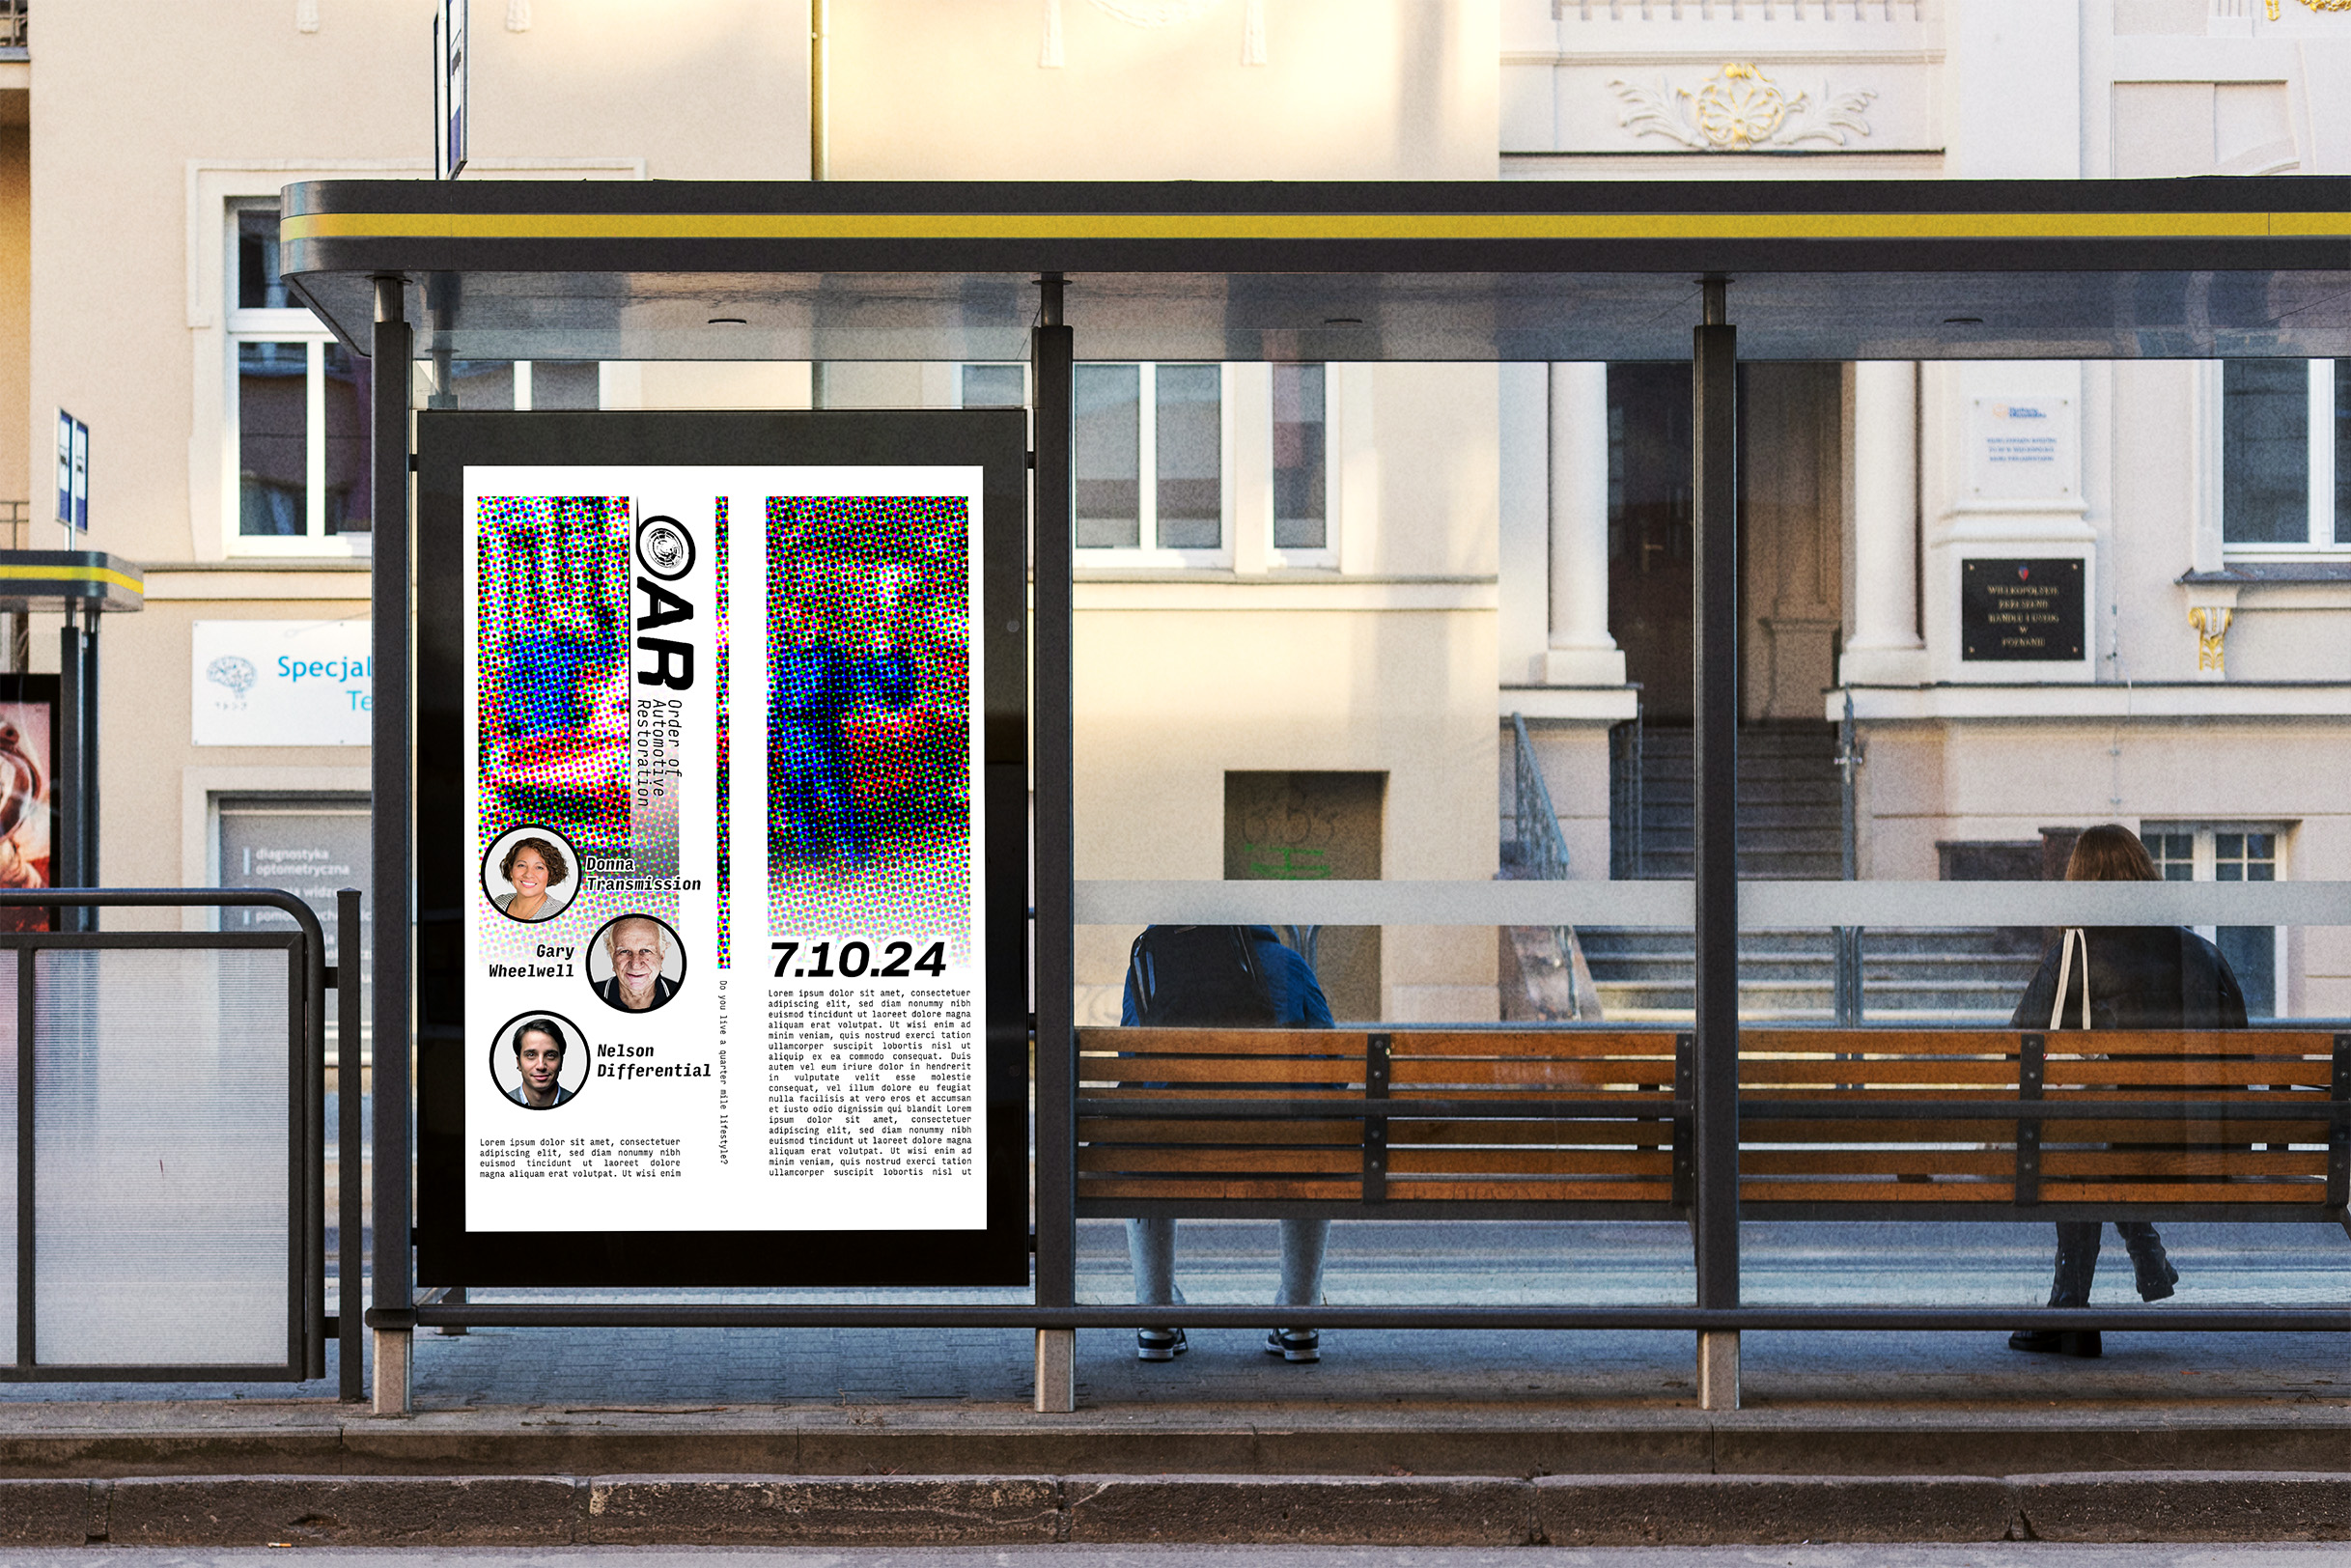 OAR
Order of
Automotive
Restoration
Donna
Transmission
Gary
Wheelwell
Nelson
Differential
Lorem ipsum dolor sit amet, consectetuer
adipiscing elit, sed diam nonummy nibh
euismod tincidunt ut laoreet dolore
magna aliquam erat volutpat. Ut wisi enim
Do you live a quarter mile lifestyle?
7.10.24
Lorem ipsum dolor sit amet, consectetuer
adipiscing elit, sed diam nonummy nibh
euismod tincidunt ut laoreet dolore magna
aliquam erat volutpat. Ut wisi enim ad
minim veniam, quis nostrud exerci tation
ullamcorper suscipit lobortis nisl ut
aliquip ex ea commodo consequat. Duis
autem vel eum iriure dolor in hendrerit
in vulputate velit esse molestie
consequat, vel illum dolore eu feugiat
nulla facilisis at vero eros et accumsan
et iusto odio dignissim qui blandit Lorem
ipsum dolor sit amet, consectetuer
adipiscing elit, sed diam nonummy nibh
euismod tincidunt ut laoreet dolore magna
aliquam erat volutpat. Ut wisi enim ad
minim veniam, quis nostrud exerci tation
ullamcorper suscipit lobortis nisl ut
Specjal
Te
diagnostyka
optometryczna
WIELKOPOLSKIE
ZRZESZENIE
HANDLU I USŁUG
W
POZNANIU